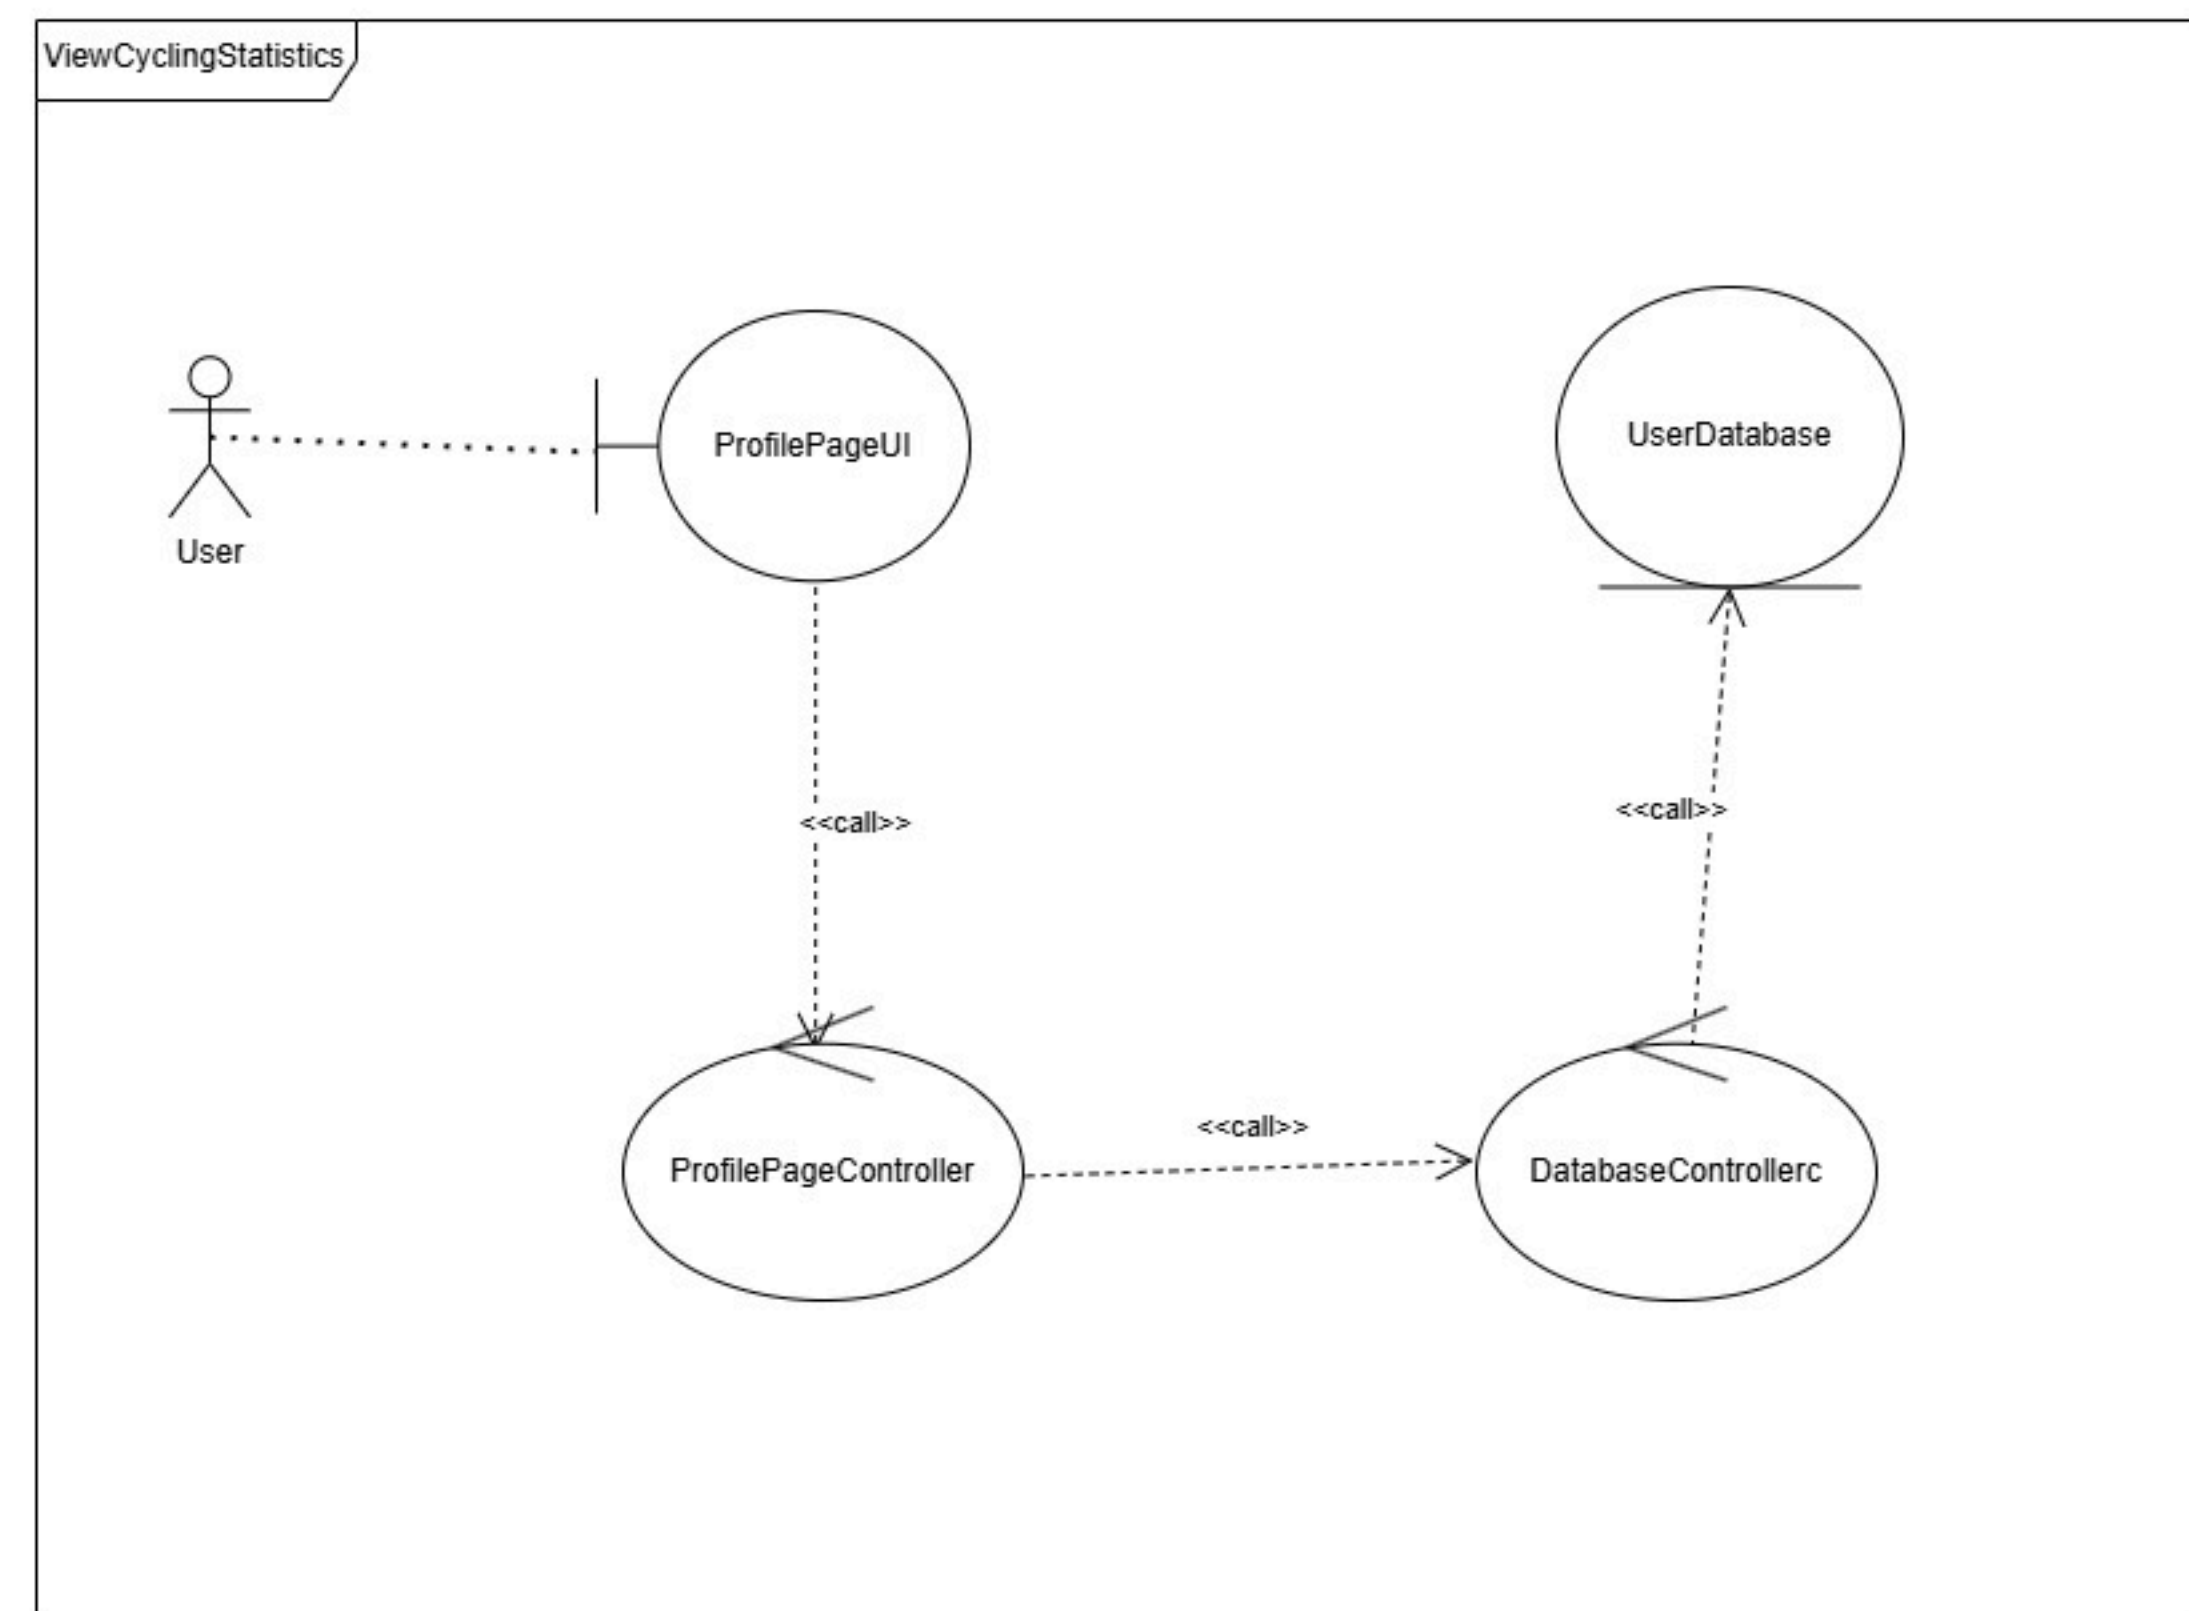 ViewCyclingStatistics
User
ProfilePageUI
UserDatabase
<<call>>
<<call>>
<<call>>
ProfilePageController
DatabaseControllerc